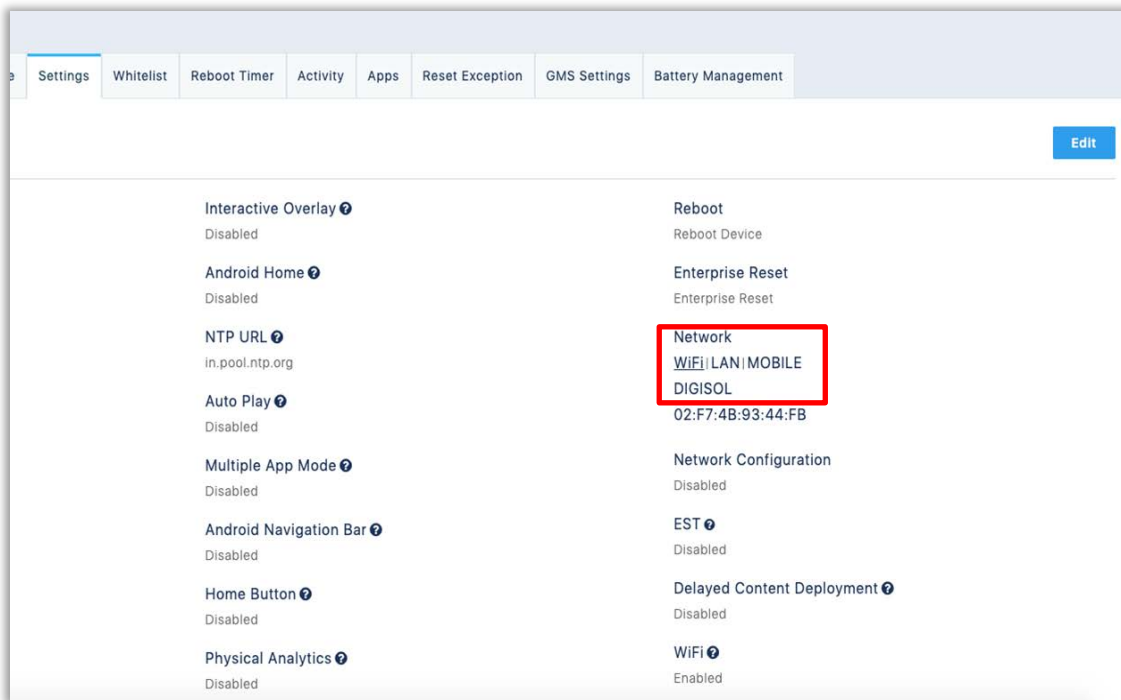 Settings
Whitelist
Reboot Timer
Activity
Apps
Reset Exception
GMS Settings
Battery Management
Edit
Interactive Overlay
Disabled
Android Home
Disabled
NTP URL
in.pool.ntp.org
Auto Play
Disabled
Multiple App Mode
Disabled
Android Navigation Bar
Disabled
Home Button
Disabled
Physical Analytics
Disabled
Reboot
Reboot Device
Enterprise Reset
Enterprise Reset
Network
WiFi|LAN|MOBILE
DIGISOL
02:F7:4B:93:44:FB
Network Configuration
Disabled
EST
Disabled
Delayed Content Deployment
Disabled
WiFi
Enabled